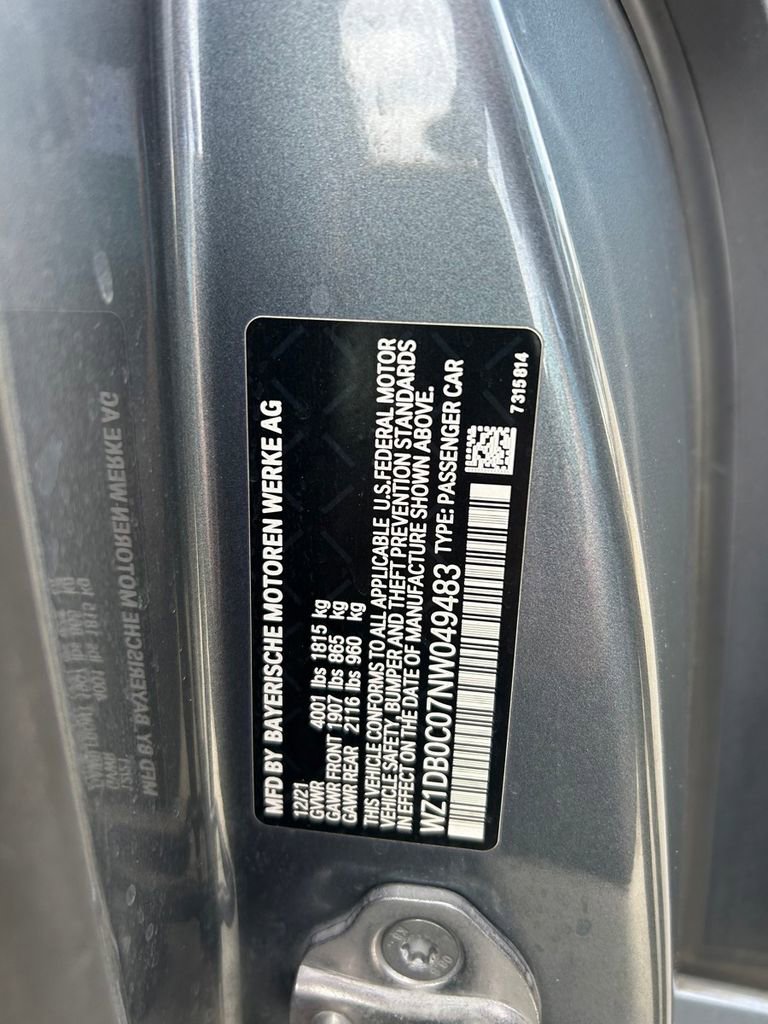 MFD BY BAYERISCHE MOTOREN WERKE AG
12/21
GVWR 4001 lbs 1815 kg
GAWR FRONT 1907 lbs 865 kg
GAWR REAR 2116 lbs 960 kg
THIS VEHICLE CONFORMS TO ALL APPLICABLE U.S.FEDERAL MOTOR
VEHICLE SAFETY, BUMPER AND THEFT PREVENTION STANDARDS
IN EFFECT ON THE DATE OF MANUFACTURE SHOWN ABOVE.
WZ1DB0C07NW049483 TYPE: PASSENGER CAR
7315814